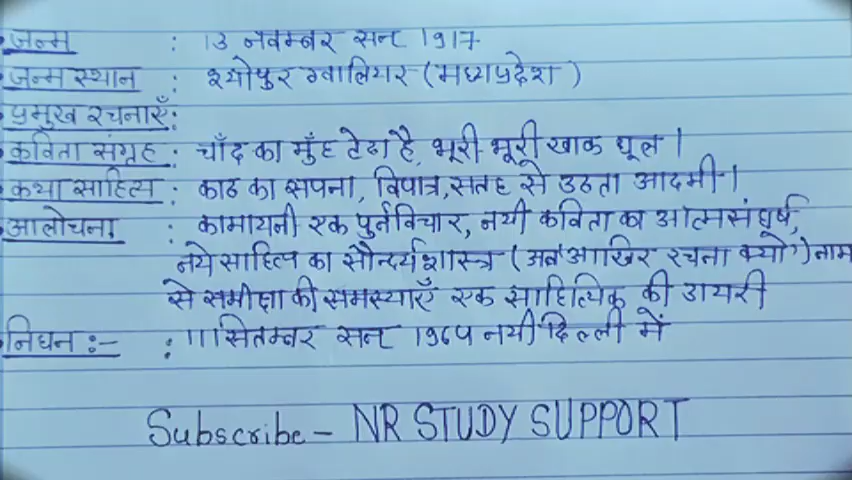 जन्म : 13 नवम्बर सन् 1917
जन्म स्थान : श्योपुर ग्वालियर (मध्यप्रदेश)
प्रमुख रचनाएँ:
कविता संग्रह : चाँद का मुँह टेढा है, भूरी भूरी खाक धूल।
कथा साहित्य : काठ का सपना, विपात्र, सतह से उठता आदमी।
आलोचना : कामायनी एक पुर्नविचार, नयी कविता का आत्मसंघर्ष,
नये साहित्य का सौन्दर्यशास्त्र (अब आखिर रचना क्यो?) नाम
से समीक्षा की समस्याएँ एक साहित्यिक की डायरी
निधन :- : 11 सितम्बर सन् 1964 नयी दिल्ली में
Subscribe - NR STUDY SUPPORT